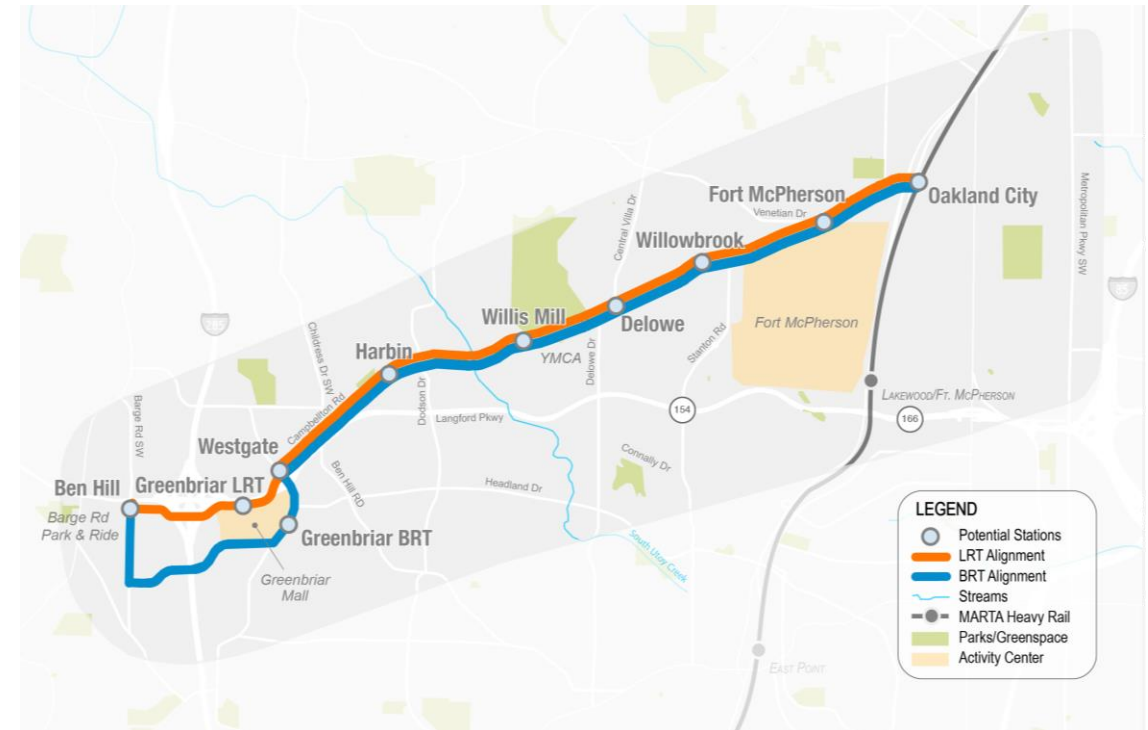 Fort McPherson
Venetian Dr
Oakland City
Metropolitan Pkwy SW
Central Villa Dr
Willowbrook
285
85
Willis Mill
Delowe
Fort McPherson
YMCA
Stanton Rd
Childress Dr SW
Harbin
Delowe Dr
LAKEWOOD/FT. MCPHERSON
Dodson Dr
Langford Pkwy
154
166
Barge Rd SW
Campbellton Rd
Westgate
Connally Dr
Ben Hill RD
Headland Dr
Ben Hill
Greenbriar LRT
Barge Rd
Park & Ride
Greenbriar BRT
South Utoy Creek
Greenbriar
Mall
EAST POINT
LEGEND
Potential Stations
LRT Alignment
BRT Alignment
Streams
MARTA Heavy Rail
Parks/Greenspace
Activity Center